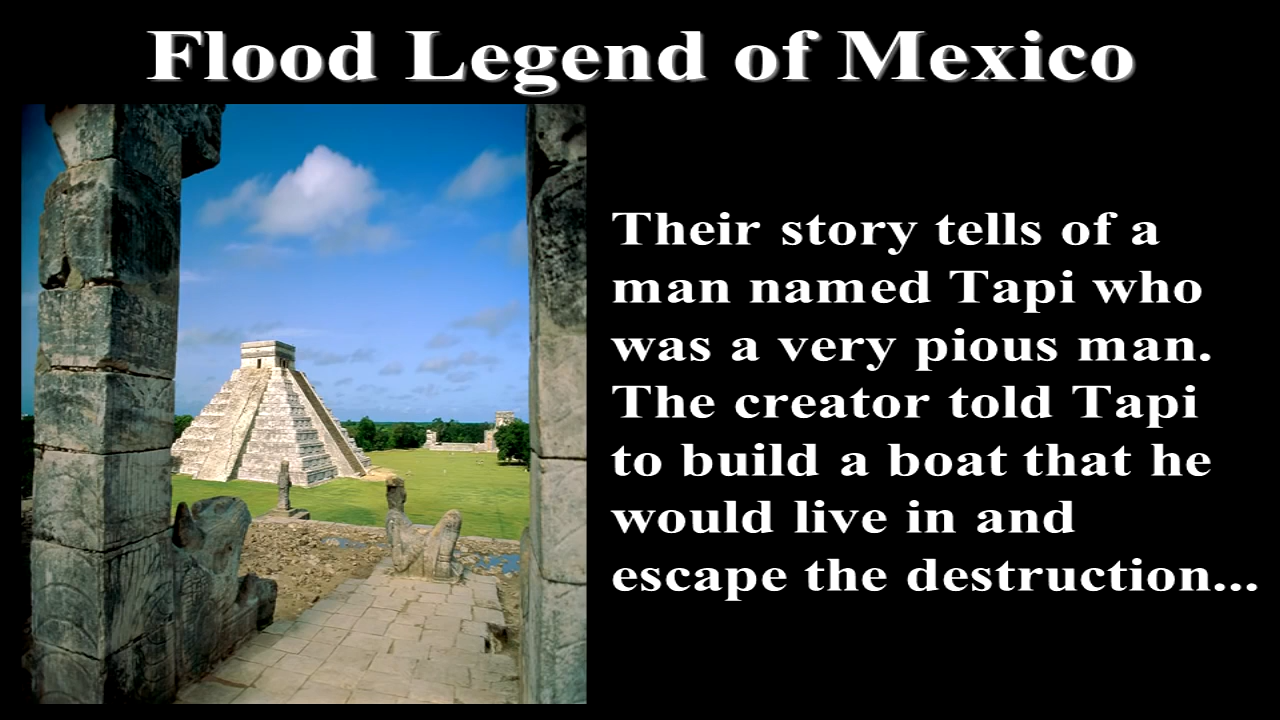 Flood Legend of Mexico
Their story tells of a
man named Tapi who
was a very pious man.
The creator told Tapi
to build a boat that he
would live in and
escape the destruction...